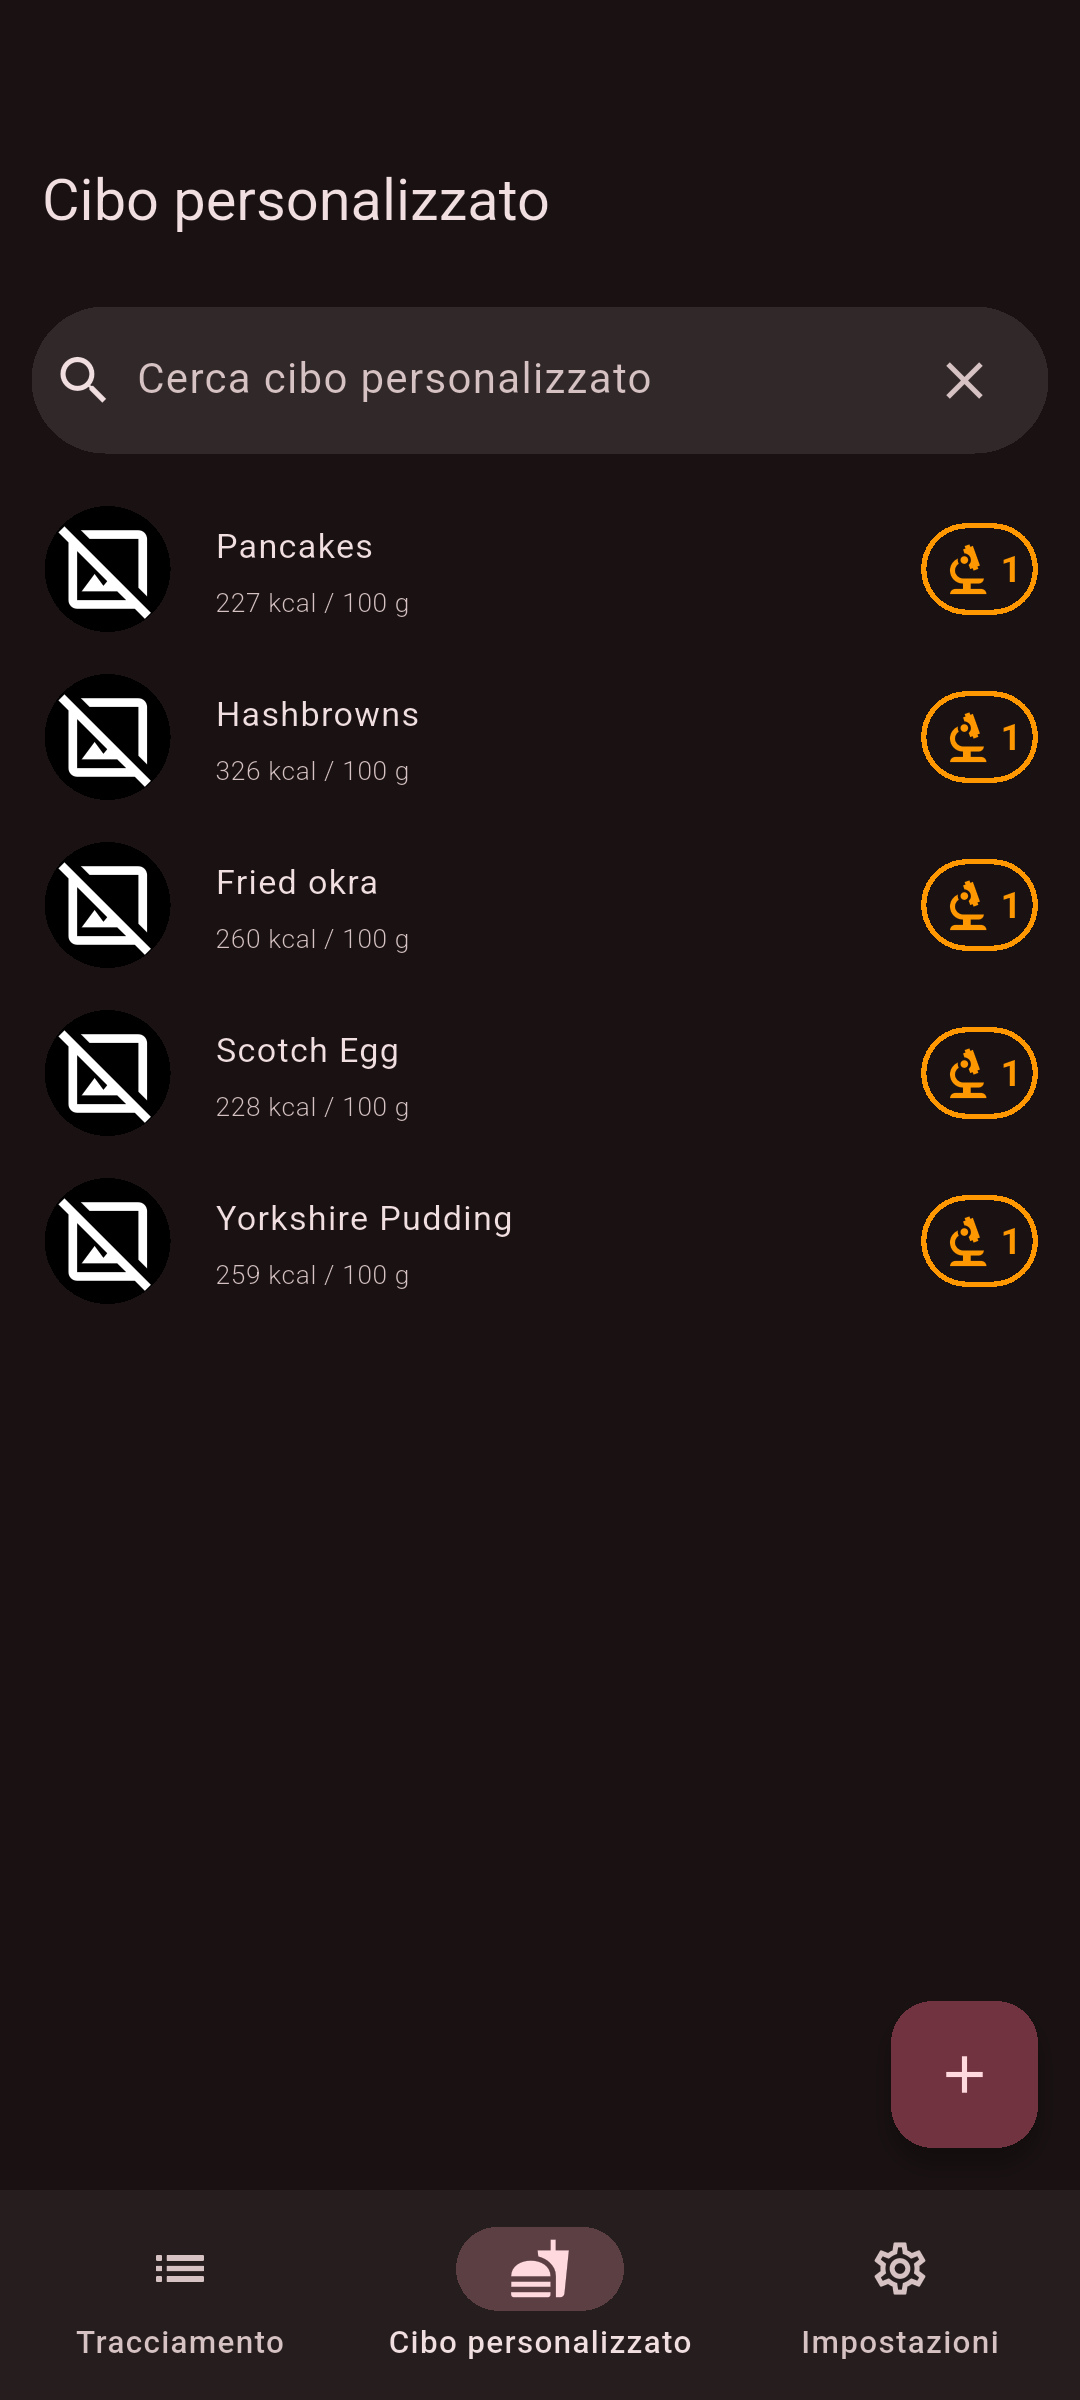 Cibo personalizzato
Cerca cibo personalizzato
Pancakes
227 kcal / 100 g
1
Hashbrowns
326 kcal / 100 g
1
Fried okra
260 kcal / 100 g
1
Scotch Egg
228 kcal / 100 g
1
Yorkshire Pudding
259 kcal / 100 g
1
Tracciamento
Cibo personalizzato
Impostazioni